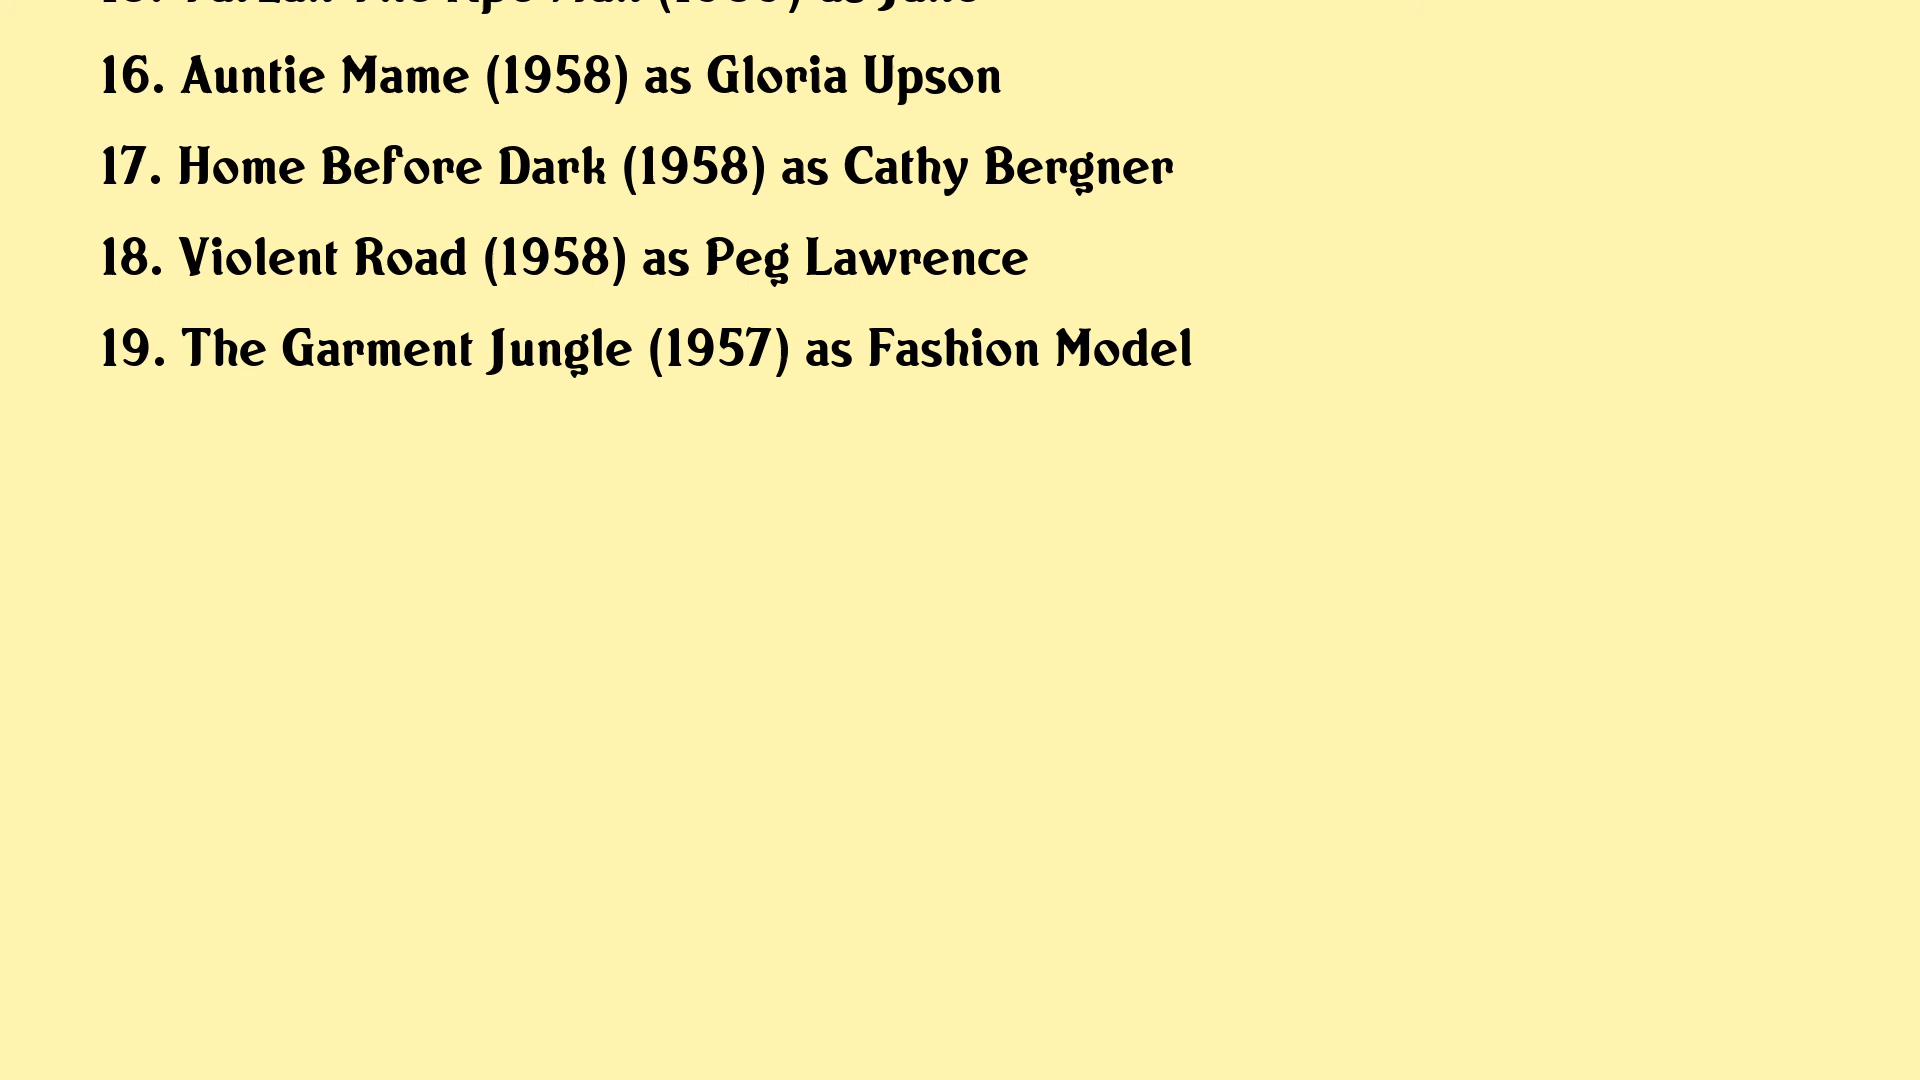 16. Auntie Mame (1958) as Gloria Upson
17. Home Before Dark (1958) as Cathy Bergner
18. Violent Road (1958) as Peg Lawrence
19. The Garment Jungle (1957) as Fashion Model